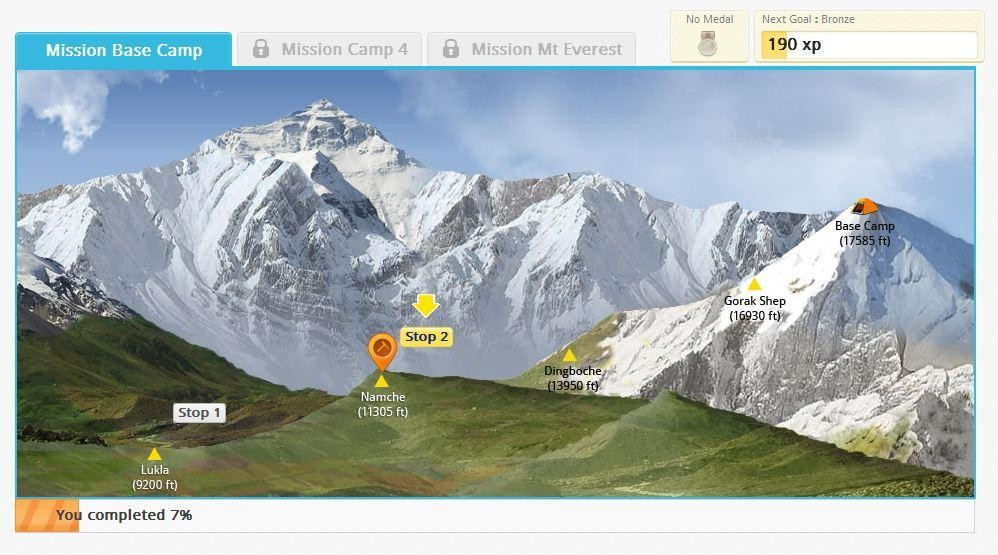 No Medal
Next Goal : Bronze
190 xp
Mission Base Camp
Mission Camp 4
Mission Mt Everest
Base Camp
(17585 ft)
Gorak Shep
(16930 ft)
Stop 2
Dingboche
(13950 ft)
Namche
(11305 ft)
Stop 1
Lukla
(9200 ft)
You completed 7%